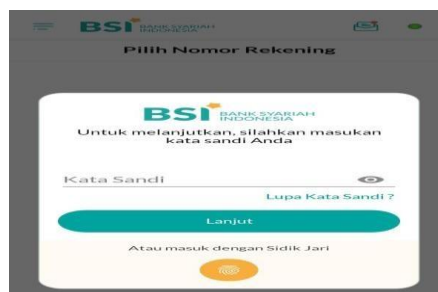 BSI BANK SYARIAH
INDONESIA
Pilih Nomor Rekening
BSI BANK SYARIAH
INDONESIA
Untuk melanjutkan, silahkan masukan
kata sandi Anda
Kata Sandi
Lupa Kata Sandi ?
Lanjut
Atau masuk dengan Sidik Jari